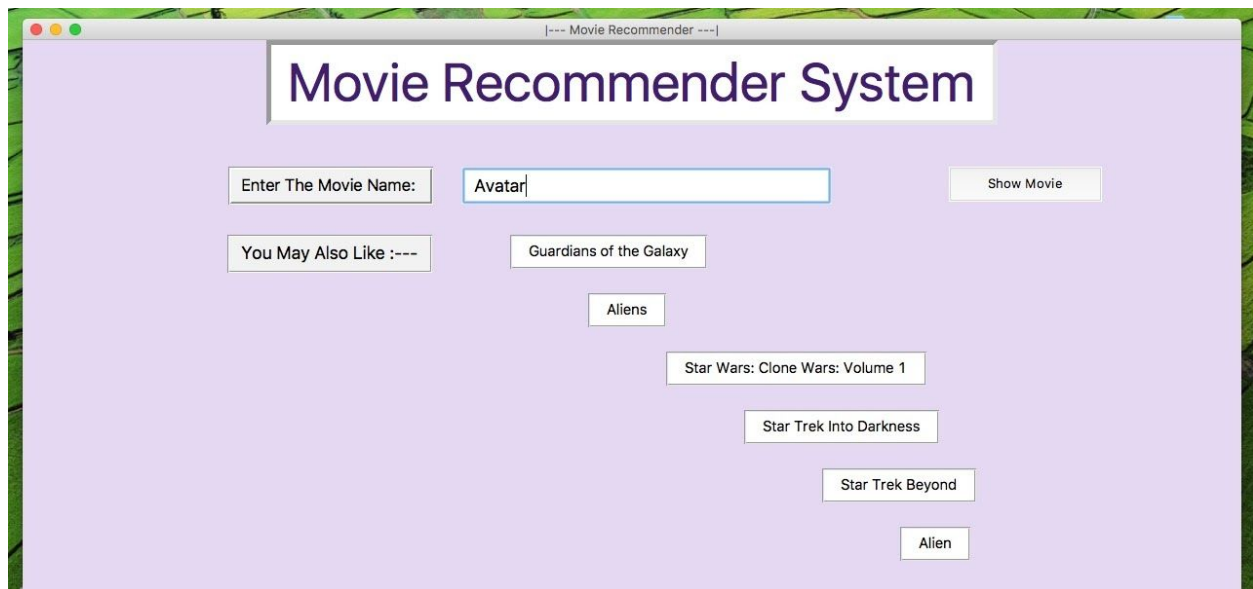 |--- Movie Recommender ---|
Movie Recommender System
Enter The Movie Name: Avatar Show Movie
You May Also Like :--- Guardians of the Galaxy
Aliens
Star Wars: Clone Wars: Volume 1
Star Trek Into Darkness
Star Trek Beyond
Alien